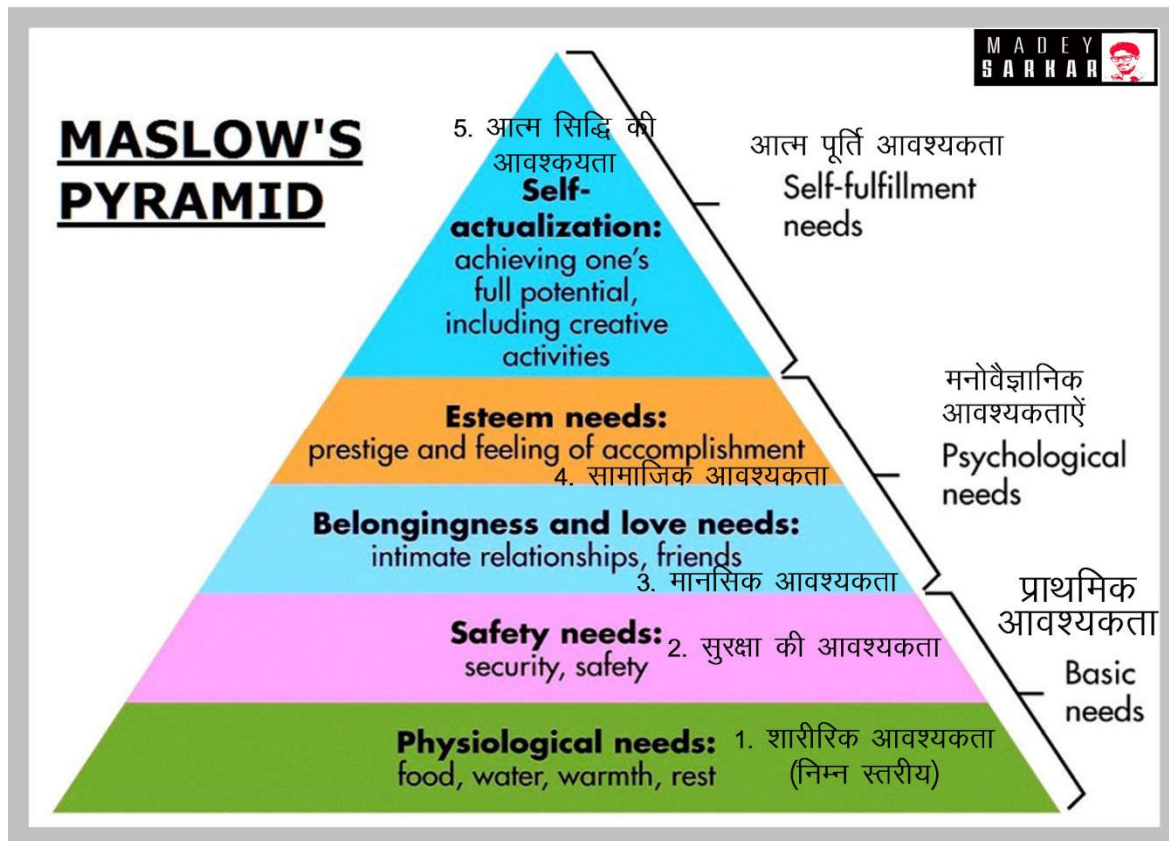 MADEY
SARKAR
MASLOW'S
PYRAMID
5. आत्म सिद्धि की
आवश्कयता
Self-
actualization:
achieving one's
full potential,
including creative
activities
आत्म पूर्ति आवश्यकता
Self-fulfillment
needs
Esteem needs:
prestige and feeling of accomplishment
4. सामाजिक आवश्यकता
मनोवैज्ञानिक
आवश्यकताऐं
Psychological
needs
Belongingness and love needs:
intimate relationships, friends
3. मानसिक आवश्यकता
Safety needs:
security, safety
2. सुरक्षा की आवश्यकता
प्राथमिक
आवश्यकता
Basic
needs
Physiological needs:
food, water, warmth, rest
1. शारीरिक आवश्यकता
(निम्न स्तरीय)